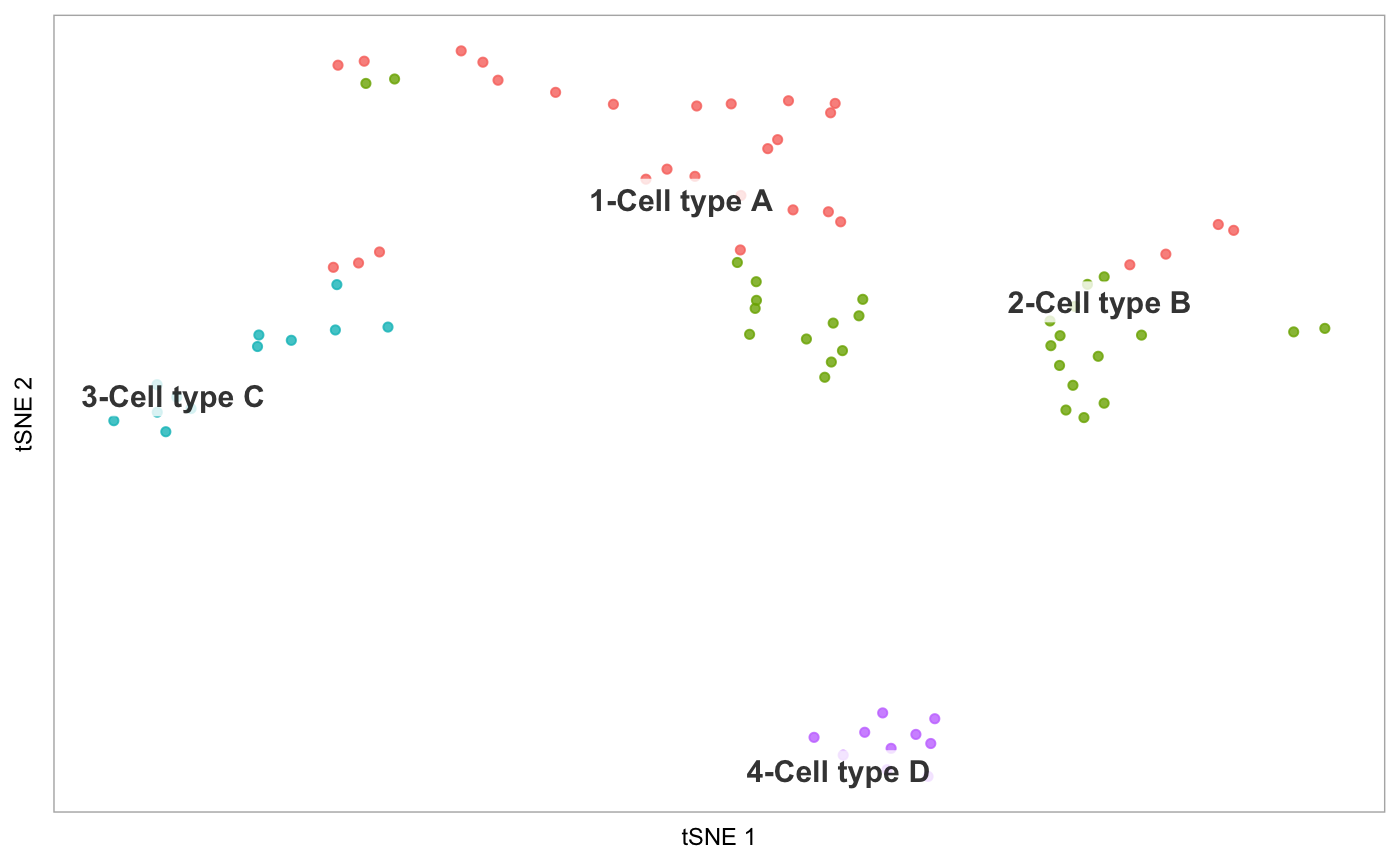 1-Cell type A
2-Cell type B
3-Cell type C
4-Cell type D
tSNE 2
tSNE 1